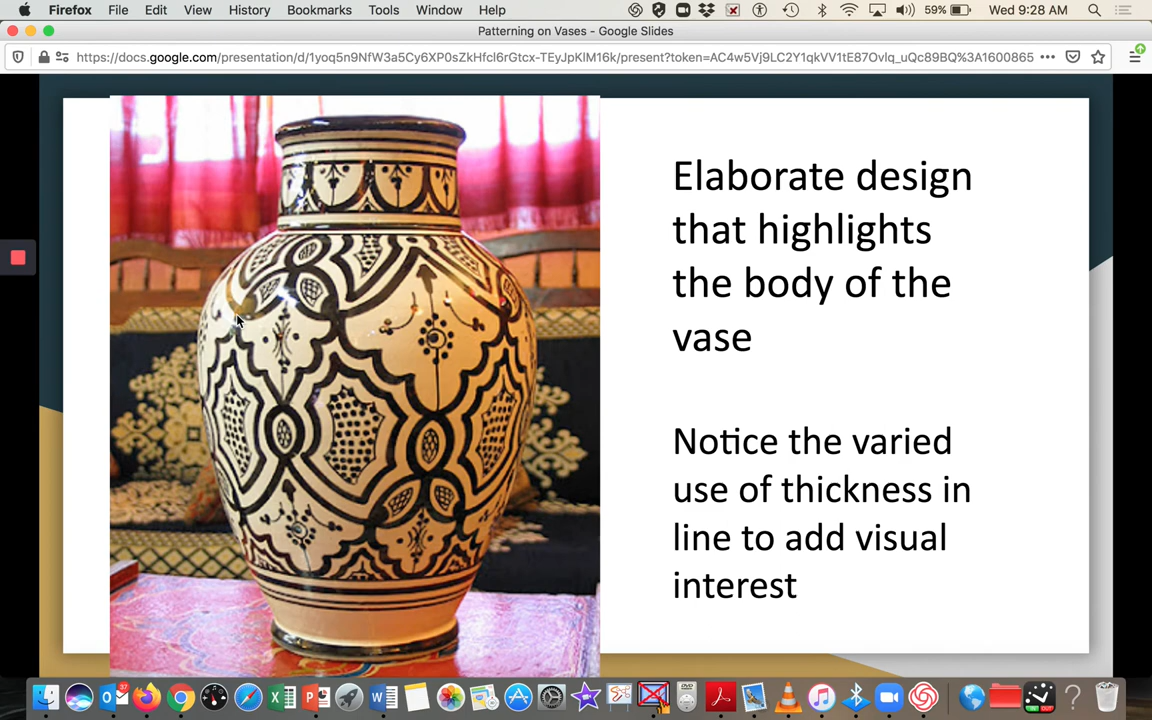 Firefox File Edit View History Bookmarks Tools Window Help 59% Wed 9:28 AM
Patterning on Vases - Google Slides
https://docs.google.com/presentation/d/1yoq5n9NfW3a5Cy6XP0sZkHfcl6rGtcx-TEyJpKlM16k/present?token=AC4w5Vj9LC2Y1qkVV1tE87Ovlq_uQc89BQ%3A1600865
Elaborate design
that highlights
the body of the
vase
Notice the varied
use of thickness in
line to add visual
interest
37